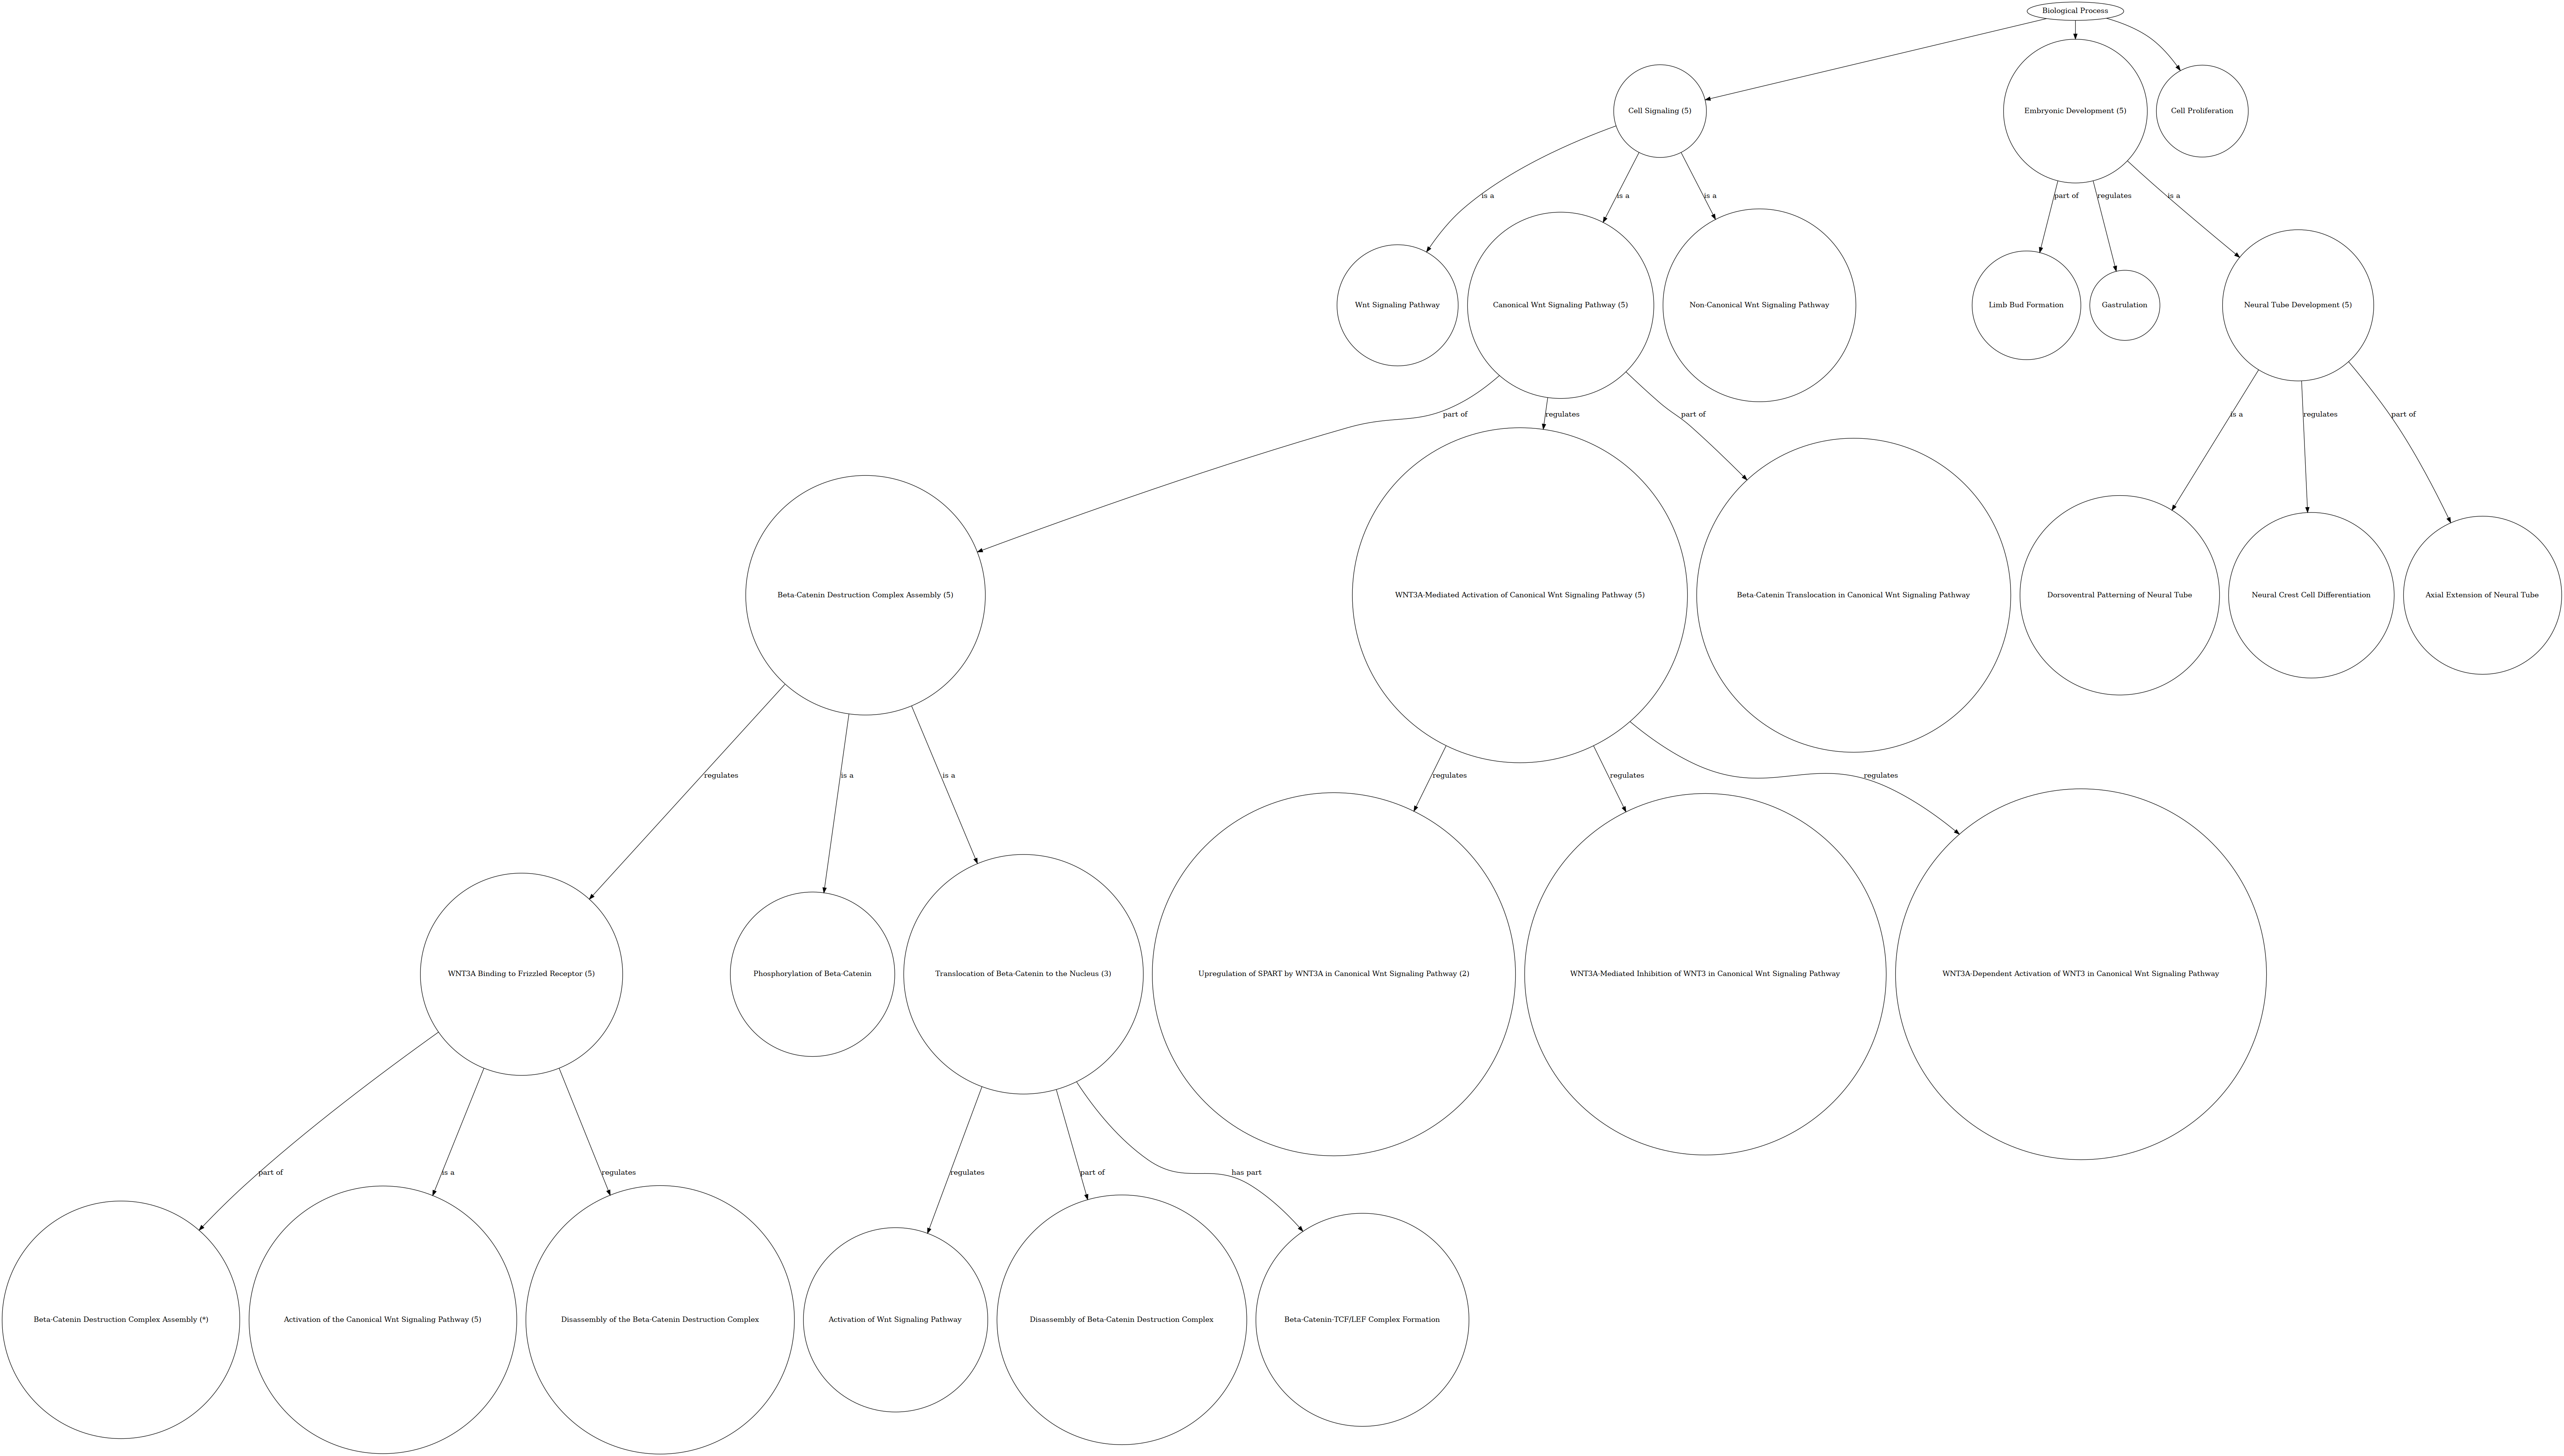 Biological Process
Cell Signaling (5)
Embryonic Development (5)
Cell Proliferation
is a
is a
is a
part of
regulates
is a
Wnt Signaling Pathway
Canonical Wnt Signaling Pathway (5)
Non-Canonical Wnt Signaling Pathway
Limb Bud Formation
Gastrulation
Neural Tube Development (5)
part of
regulates
part of
is a
regulates
part of
Beta-Catenin Destruction Complex Assembly (5)
WNT3A-Mediated Activation of Canonical Wnt Signaling Pathway (5)
Beta-Catenin Translocation in Canonical Wnt Signaling Pathway
Dorsoventral Patterning of Neural Tube
Neural Crest Cell Differentiation
Axial Extension of Neural Tube
regulates
is a
is a
regulates
regulates
regulates
WNT3A Binding to Frizzled Receptor (5)
Phosphorylation of Beta-Catenin
Translocation of Beta-Catenin to the Nucleus (3)
Upregulation of SPART by WNT3A in Canonical Wnt Signaling Pathway (2)
WNT3A-Mediated Inhibition of WNT3 in Canonical Wnt Signaling Pathway
WNT3A-Dependent Activation of WNT3 in Canonical Wnt Signaling Pathway
part of
is a
regulates
regulates
part of
has part
Beta-Catenin Destruction Complex Assembly (*)
Activation of the Canonical Wnt Signaling Pathway (5)
Disassembly of the Beta-Catenin Destruction Complex
Activation of Wnt Signaling Pathway
Disassembly of Beta-Catenin Destruction Complex
Beta-Catenin-TCF/LEF Complex Formation